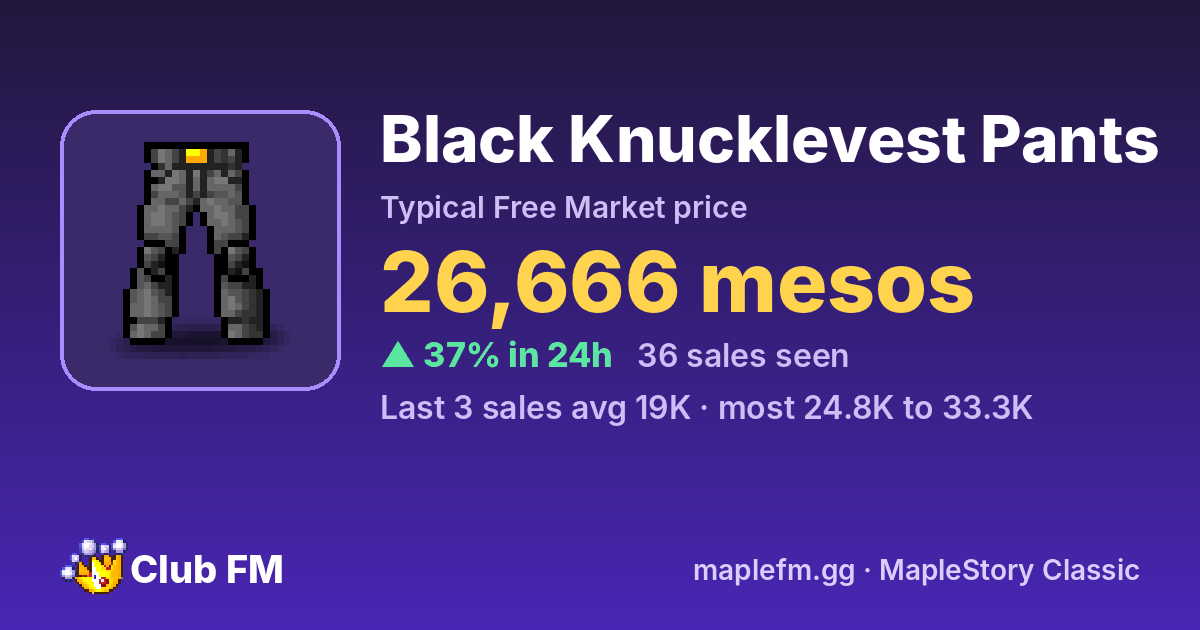 Black Knucklevest Pants
Typical Free Market price
26,666 mesos
▲ 37% in 24h 36 sales seen
Last 3 sales avg 19K · most 24.8K to 33.3K
Club FM
maplefm.gg · MapleStory Classic